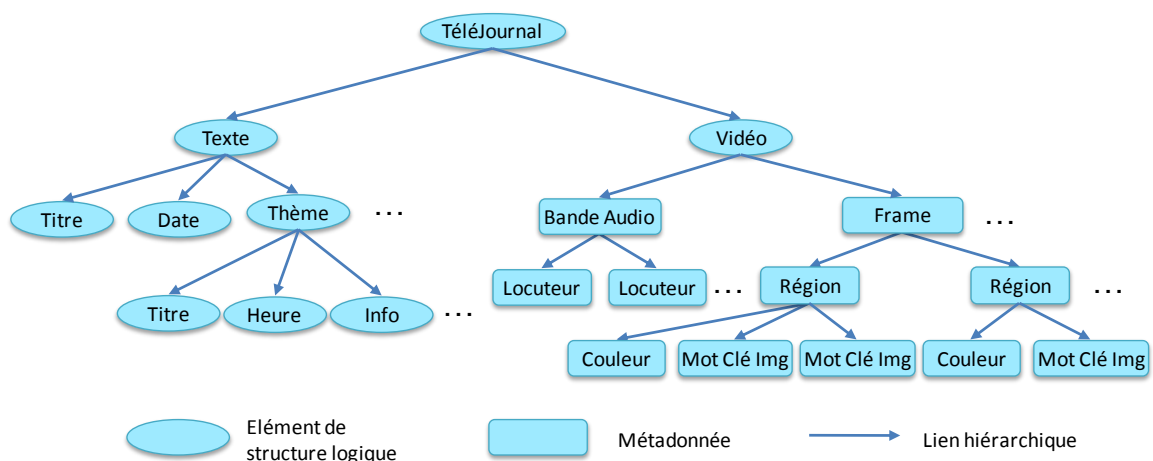 TéléJournal
Texte
Vidéo
Titre
Date
Thème
...
Bande Audio
Frame
...
Titre
Heure
Info
...
Locuteur
Locuteur
...
Région
Région
...
Couleur
Mot Clé Img
Mot Clé Img
Couleur
Mot Clé Img
Elément de
structure logique
Métadonnée
Lien hiérarchique